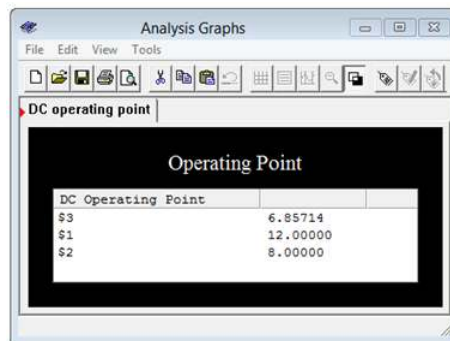 Analysis Graphs
File Edit View Tools
DC operating point
Operating Point
DC Operating Point
$3 6.85714
$1 12.00000
$2 8.00000